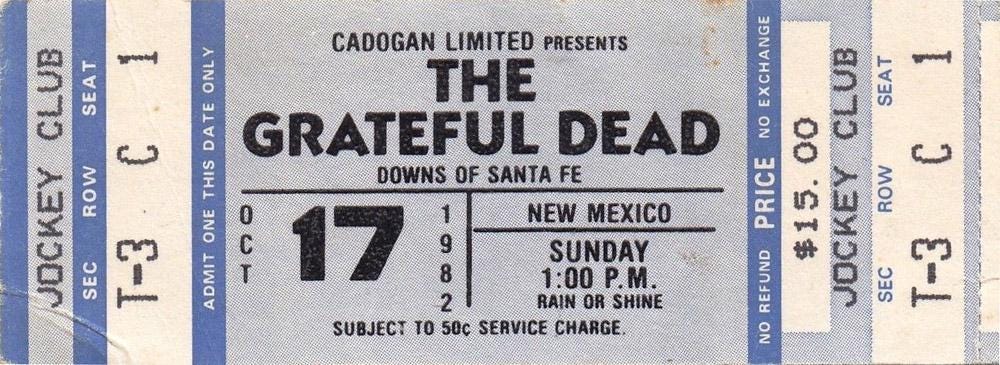 JOCKEY CLUB
SEC ROW SEAT
T-3 C 1
ADMIT ONE THIS DATE ONLY
CADOGAN LIMITED PRESENTS
THE
GRATEFUL DEAD
DOWNS OF SANTA FE
OCT 17 1982
NEW MEXICO
SUNDAY
1:00 P.M.
RAIN OR SHINE
SUBJECT TO 50¢ SERVICE CHARGE.
NO REFUND PRICE NO EXCHANGE
$15.00
JOCKEY CLUB
SEC ROW SEAT
T-3 C 1